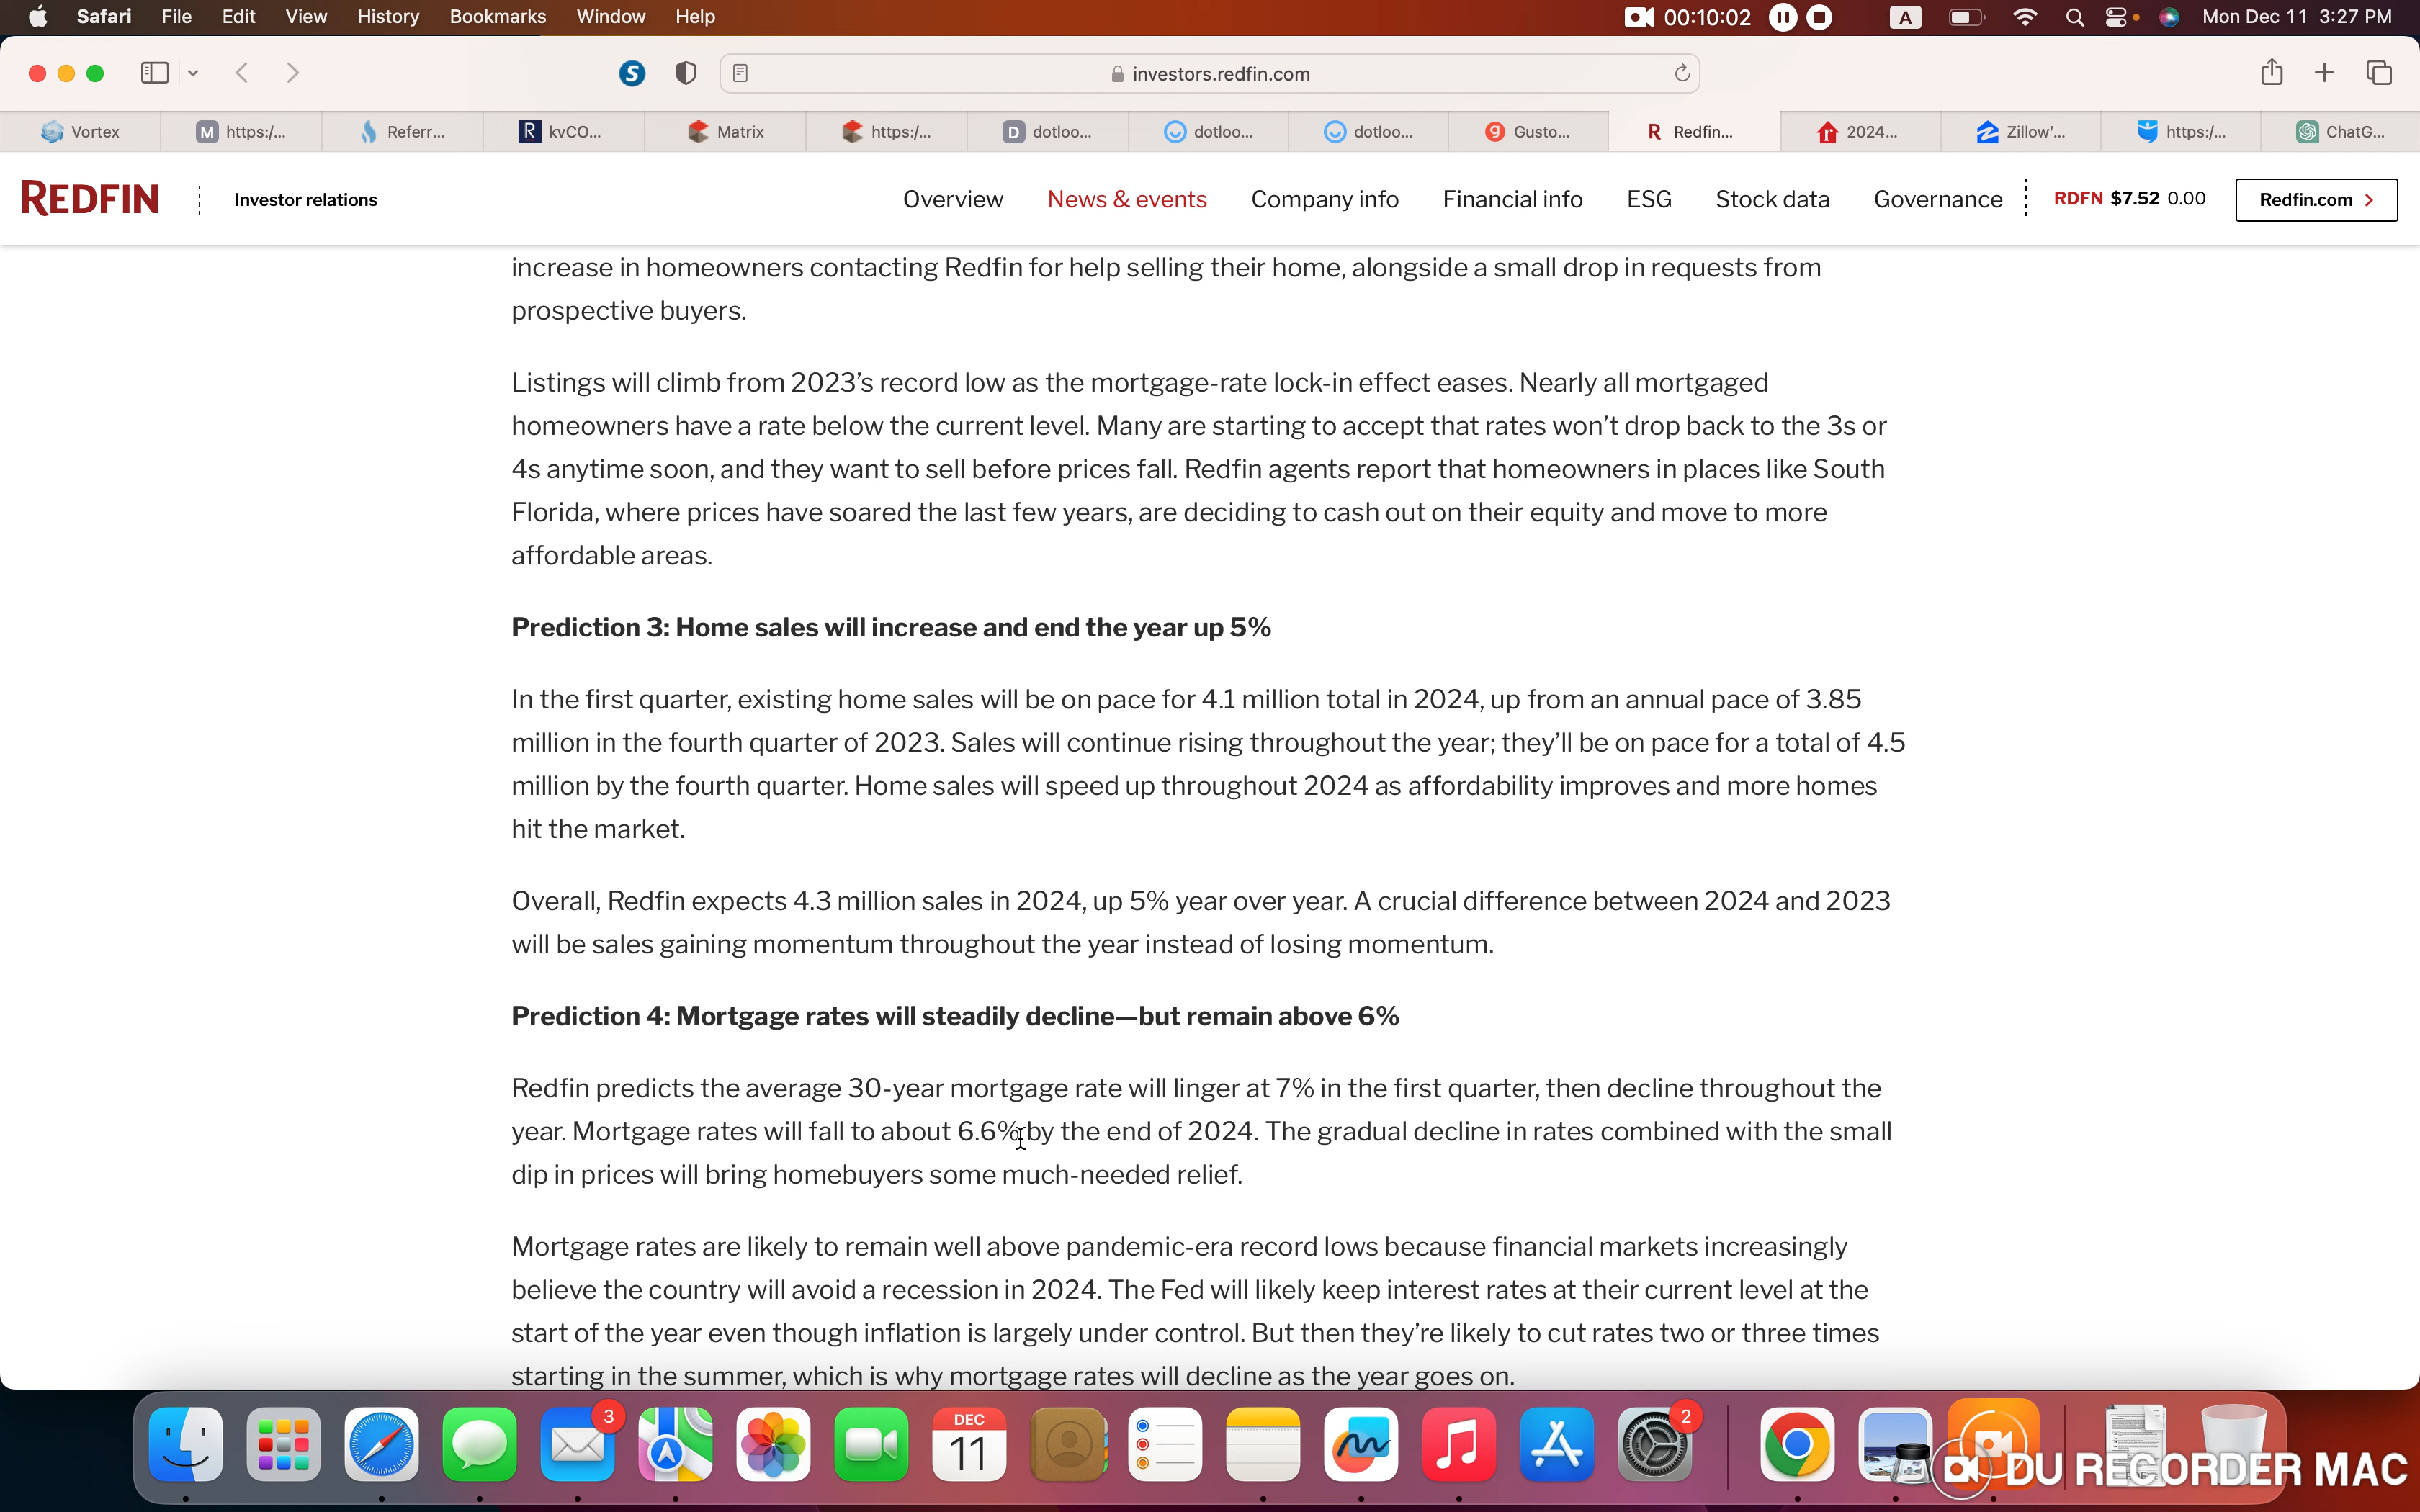 Safari File Edit View History Bookmarks Window Help 00:10:02 A Mon Dec 11 3:27 PM
S investors.redfin.com
Vortex M https:/... Referr... R kvCO... Matrix https:/... D dotloo... dotloo... dotloo... g Gusto... R Redfin... r 2024... Z Zillow'... https:/... ChatG...
REDFIN Investor relations Overview News & events Company info Financial info ESG Stock data Governance RDFN $7.52 0.00 Redfin.com >
increase in homeowners contacting Redfin for help selling their home, alongside a small drop in requests from
prospective buyers.
Listings will climb from 2023’s record low as the mortgage-rate lock-in effect eases. Nearly all mortgaged
homeowners have a rate below the current level. Many are starting to accept that rates won’t drop back to the 3s or
4s anytime soon, and they want to sell before prices fall. Redfin agents report that homeowners in places like South
Florida, where prices have soared the last few years, are deciding to cash out on their equity and move to more
affordable areas.
Prediction 3: Home sales will increase and end the year up 5%
In the first quarter, existing home sales will be on pace for 4.1 million total in 2024, up from an annual pace of 3.85
million in the fourth quarter of 2023. Sales will continue rising throughout the year; they’ll be on pace for a total of 4.5
million by the fourth quarter. Home sales will speed up throughout 2024 as affordability improves and more homes
hit the market.
Overall, Redfin expects 4.3 million sales in 2024, up 5% year over year. A crucial difference between 2024 and 2023
will be sales gaining momentum throughout the year instead of losing momentum.
Prediction 4: Mortgage rates will steadily decline—but remain above 6%
Redfin predicts the average 30-year mortgage rate will linger at 7% in the first quarter, then decline throughout the
year. Mortgage rates will fall to about 6.6% by the end of 2024. The gradual decline in rates combined with the small
dip in prices will bring homebuyers some much-needed relief.
Mortgage rates are likely to remain well above pandemic-era record lows because financial markets increasingly
believe the country will avoid a recession in 2024. The Fed will likely keep interest rates at their current level at the
start of the year even though inflation is largely under control. But then they’re likely to cut rates two or three times
starting in the summer, which is why mortgage rates will decline as the year goes on.
3 DEC 2
11
DU RECORDER MAC